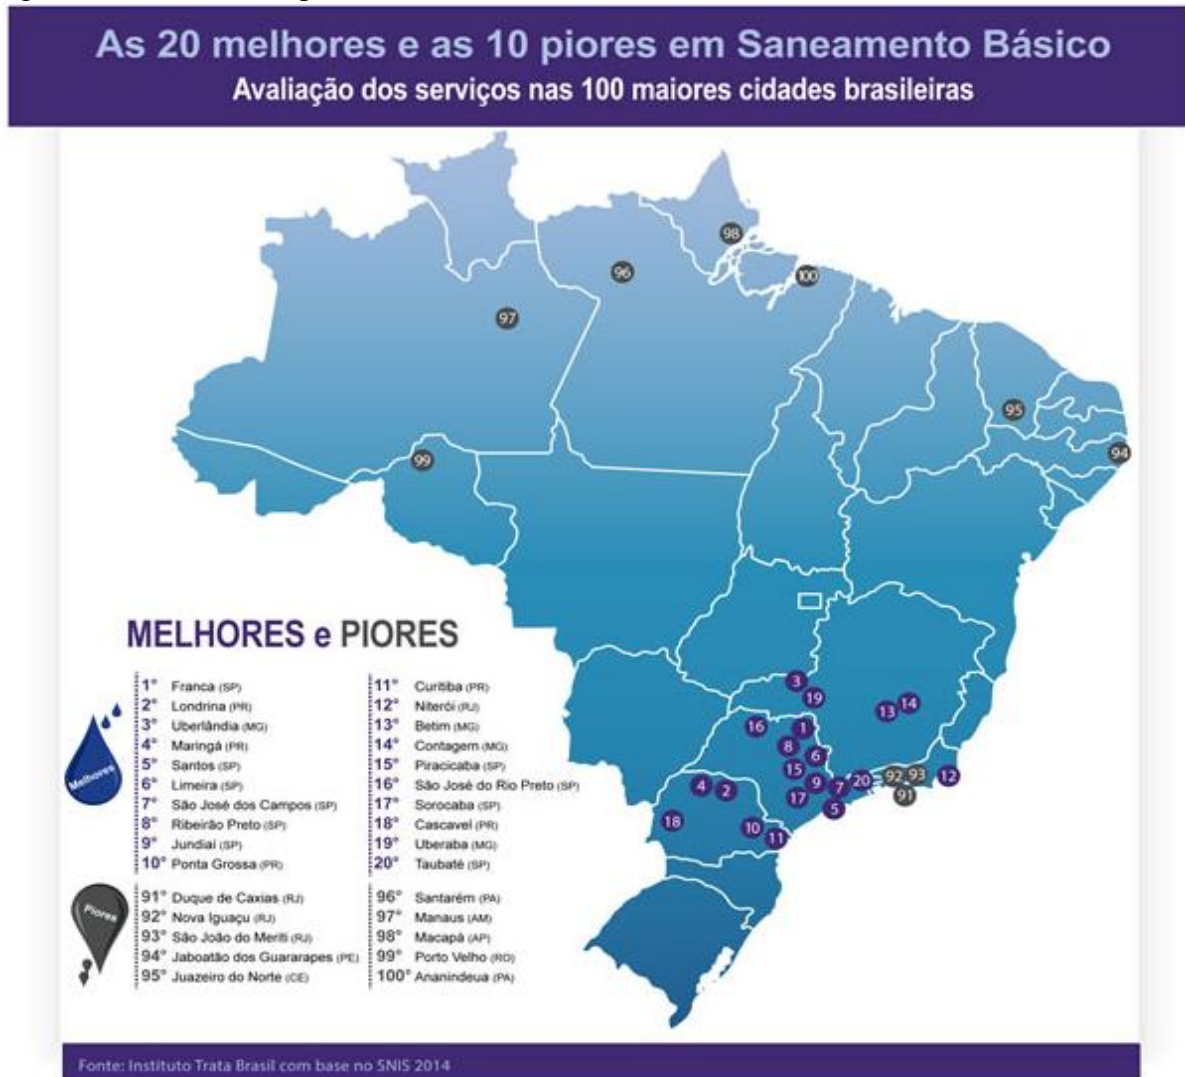 As 20 melhores e as 10 piores em Saneamento Básico
Avaliação dos serviços nas 100 maiores cidades brasileiras
98
96
100
97
95
94
99
3
19
14
13
16
1
8
6
15
9
7
20
92
93
12
4
2
17
5
91
18
10
11
MELHORES e PIORES
Melhores
1° Franca (SP)
2° Londrina (PR)
3° Uberlândia (MG)
4° Maringá (PR)
5° Santos (SP)
6° Limeira (SP)
7° São José dos Campos (SP)
8° Ribeirão Preto (SP)
9° Jundiaí (SP)
10° Ponta Grossa (PR)
11° Curitiba (PR)
12° Niterói (RJ)
13° Betim (MG)
14° Contagem (MG)
15° Piracicaba (SP)
16° São José do Rio Preto (SP)
17° Sorocaba (SP)
18° Cascavel (PR)
19° Uberaba (MG)
20° Taubaté (SP)
Piores
91° Duque de Caxias (RJ)
92° Nova Iguaçu (RJ)
93° São João do Meriti (RJ)
94° Jaboatão dos Guararapes (PE)
95° Juazeiro do Norte (CE)
96° Santarém (PA)
97° Manaus (AM)
98° Macapá (AP)
99° Porto Velho (RO)
100° Ananindeua (PA)
Fonte: Instituto Trata Brasil com base no SNIS 2014